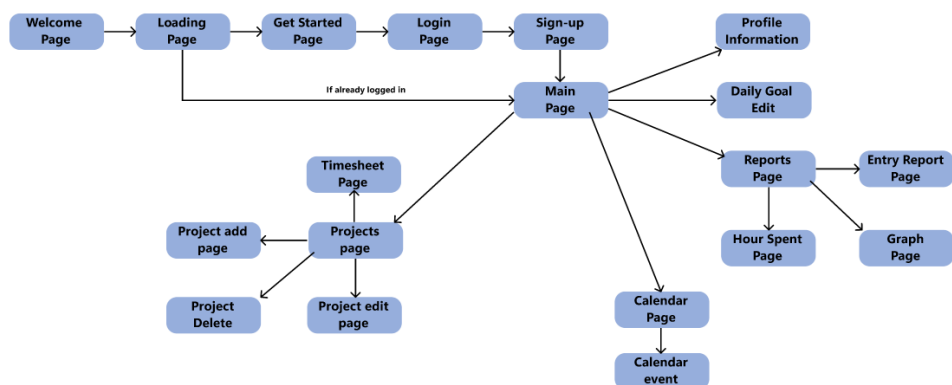 Welcome
Page
Loading
Page
Get Started
Page
Login
Page
Sign-up
Page
Profile
Information
If already logged in
Main
Page
Daily Goal
Edit
Timesheet
Page
Reports
Page
Entry Report
Page
Project add
page
Projects
page
Hour Spent
Page
Graph
Page
Project
Delete
Project edit
page
Calendar
Page
Calendar
event